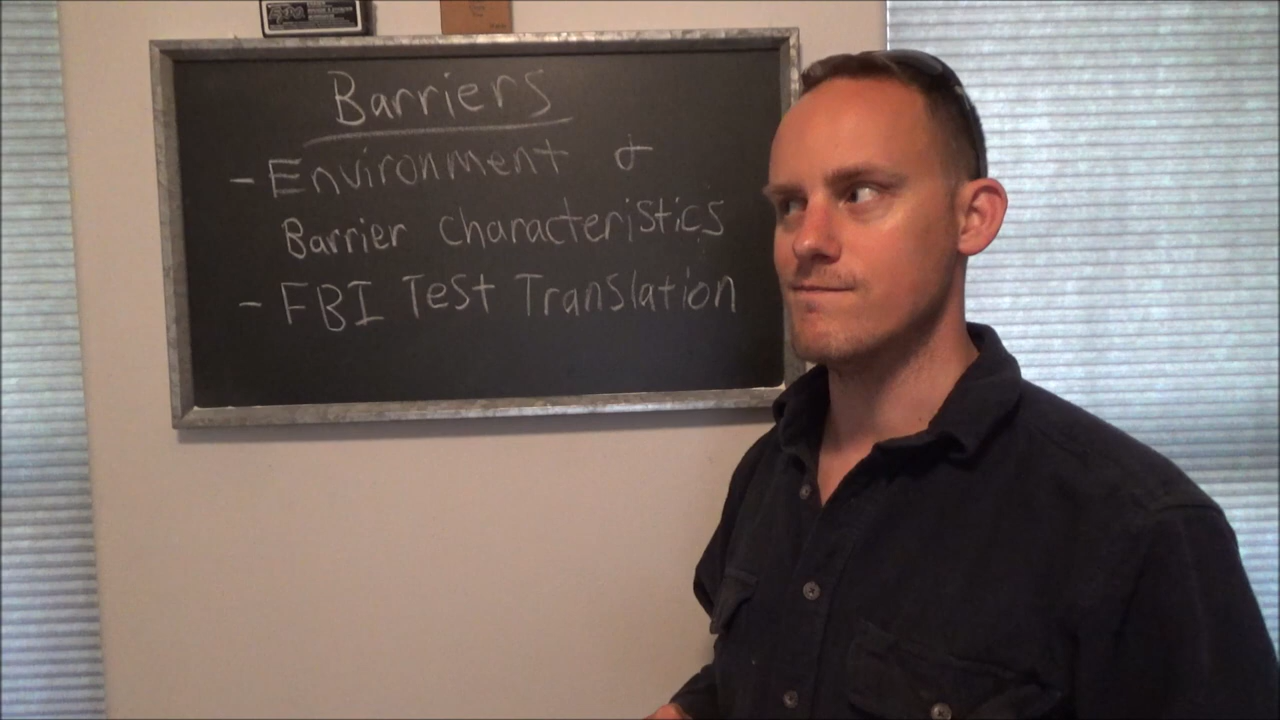 Barriers
- Environment &
Barrier Characteristics
- FBI Test Translation